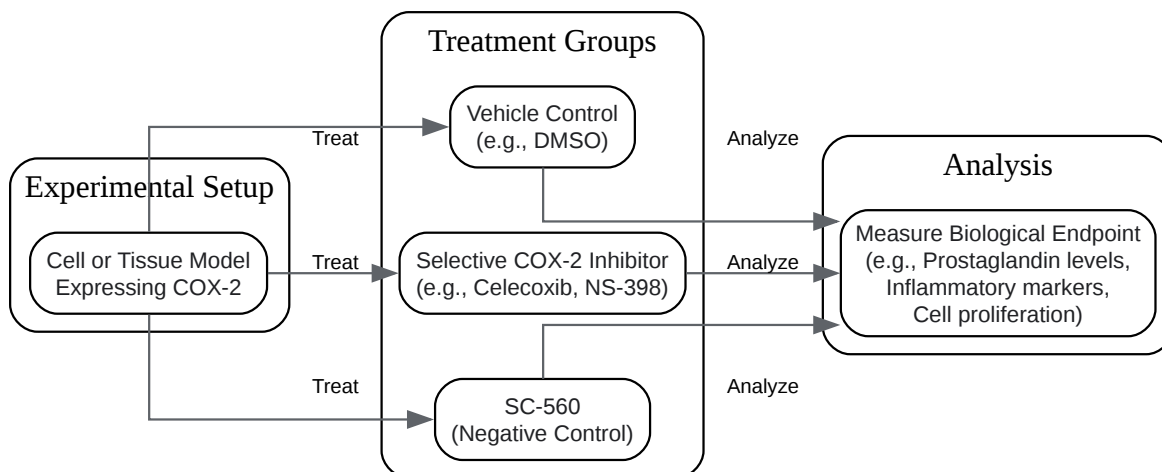 Treatment Groups
Vehicle Control
(e.g., DMSO)
Treat
Analyze
Experimental Setup
Analysis
Cell or Tissue Model
Expressing COX-2
Treat
Selective COX-2 Inhibitor
(e.g., Celecoxib, NS-398)
Analyze
Measure Biological Endpoint
(e.g., Prostaglandin levels,
Inflammatory markers,
Cell proliferation)
Treat
Analyze
SC-560
(Negative Control)